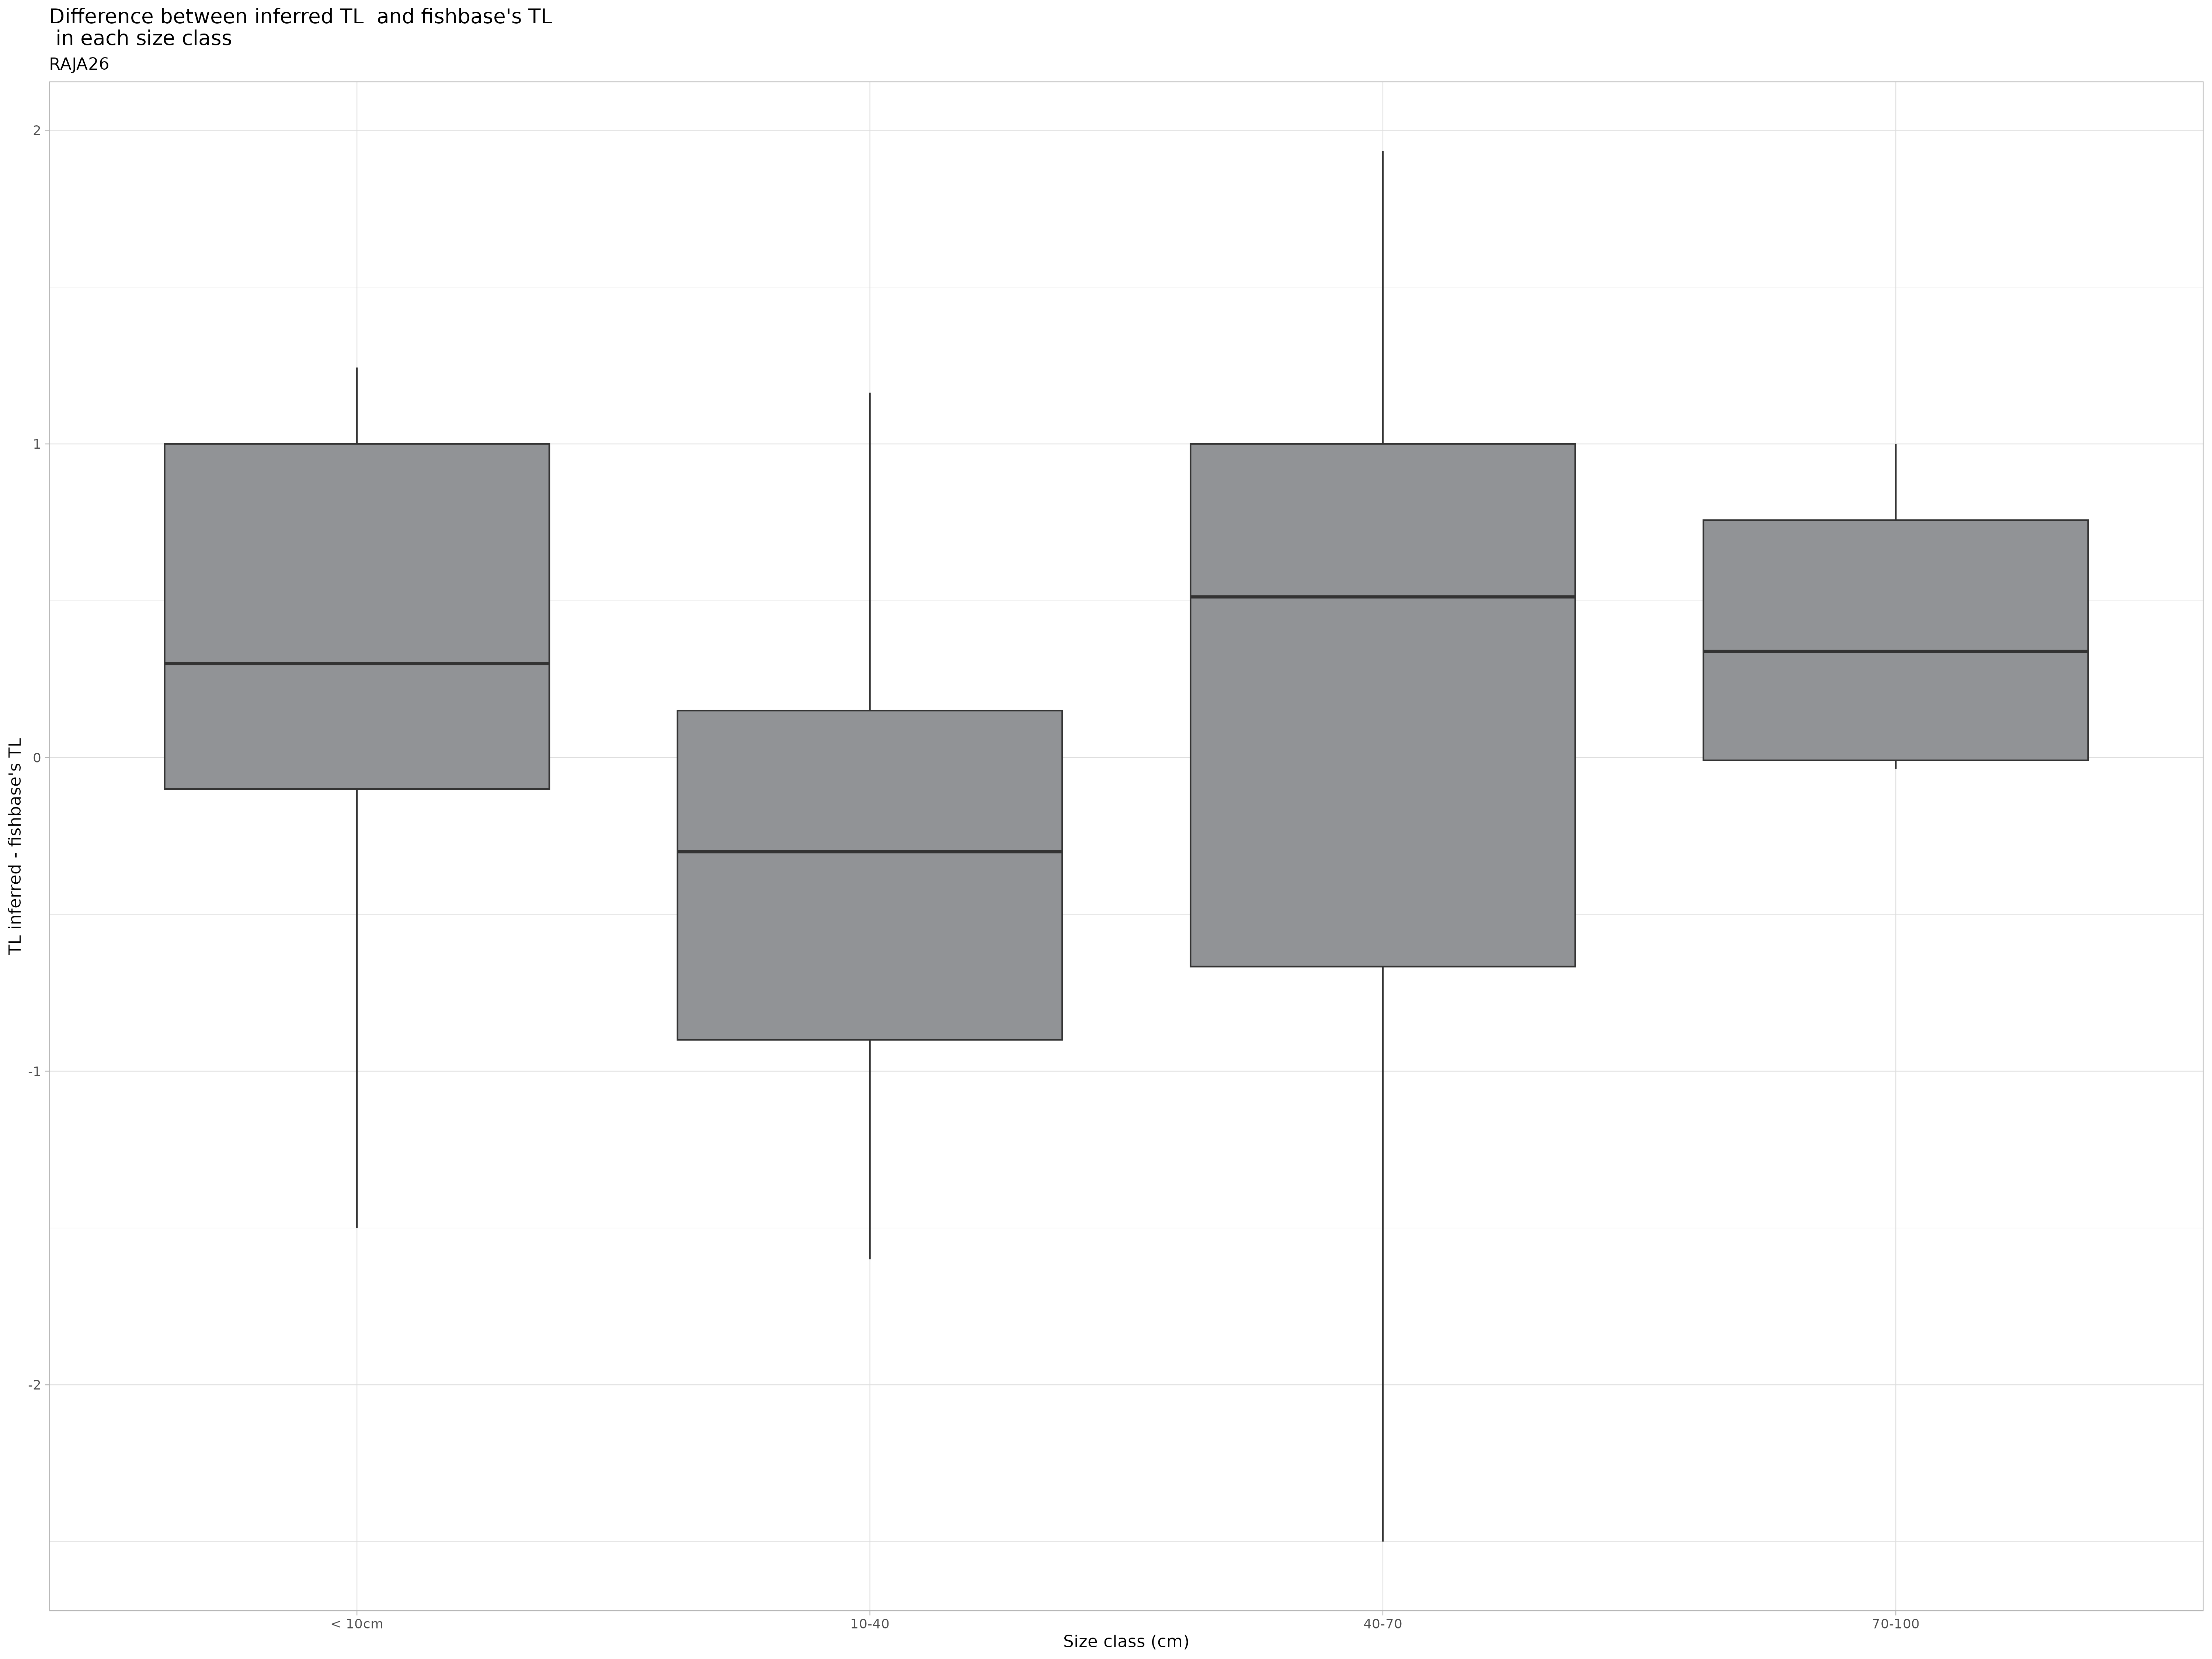 Difference between inferred TL  and fishbase's TL
in each size class
RAJA26
TL inferred - fishbase's TL
2
1
0
-1
-2
< 10cm
10-40
40-70
70-100
Size class (cm)